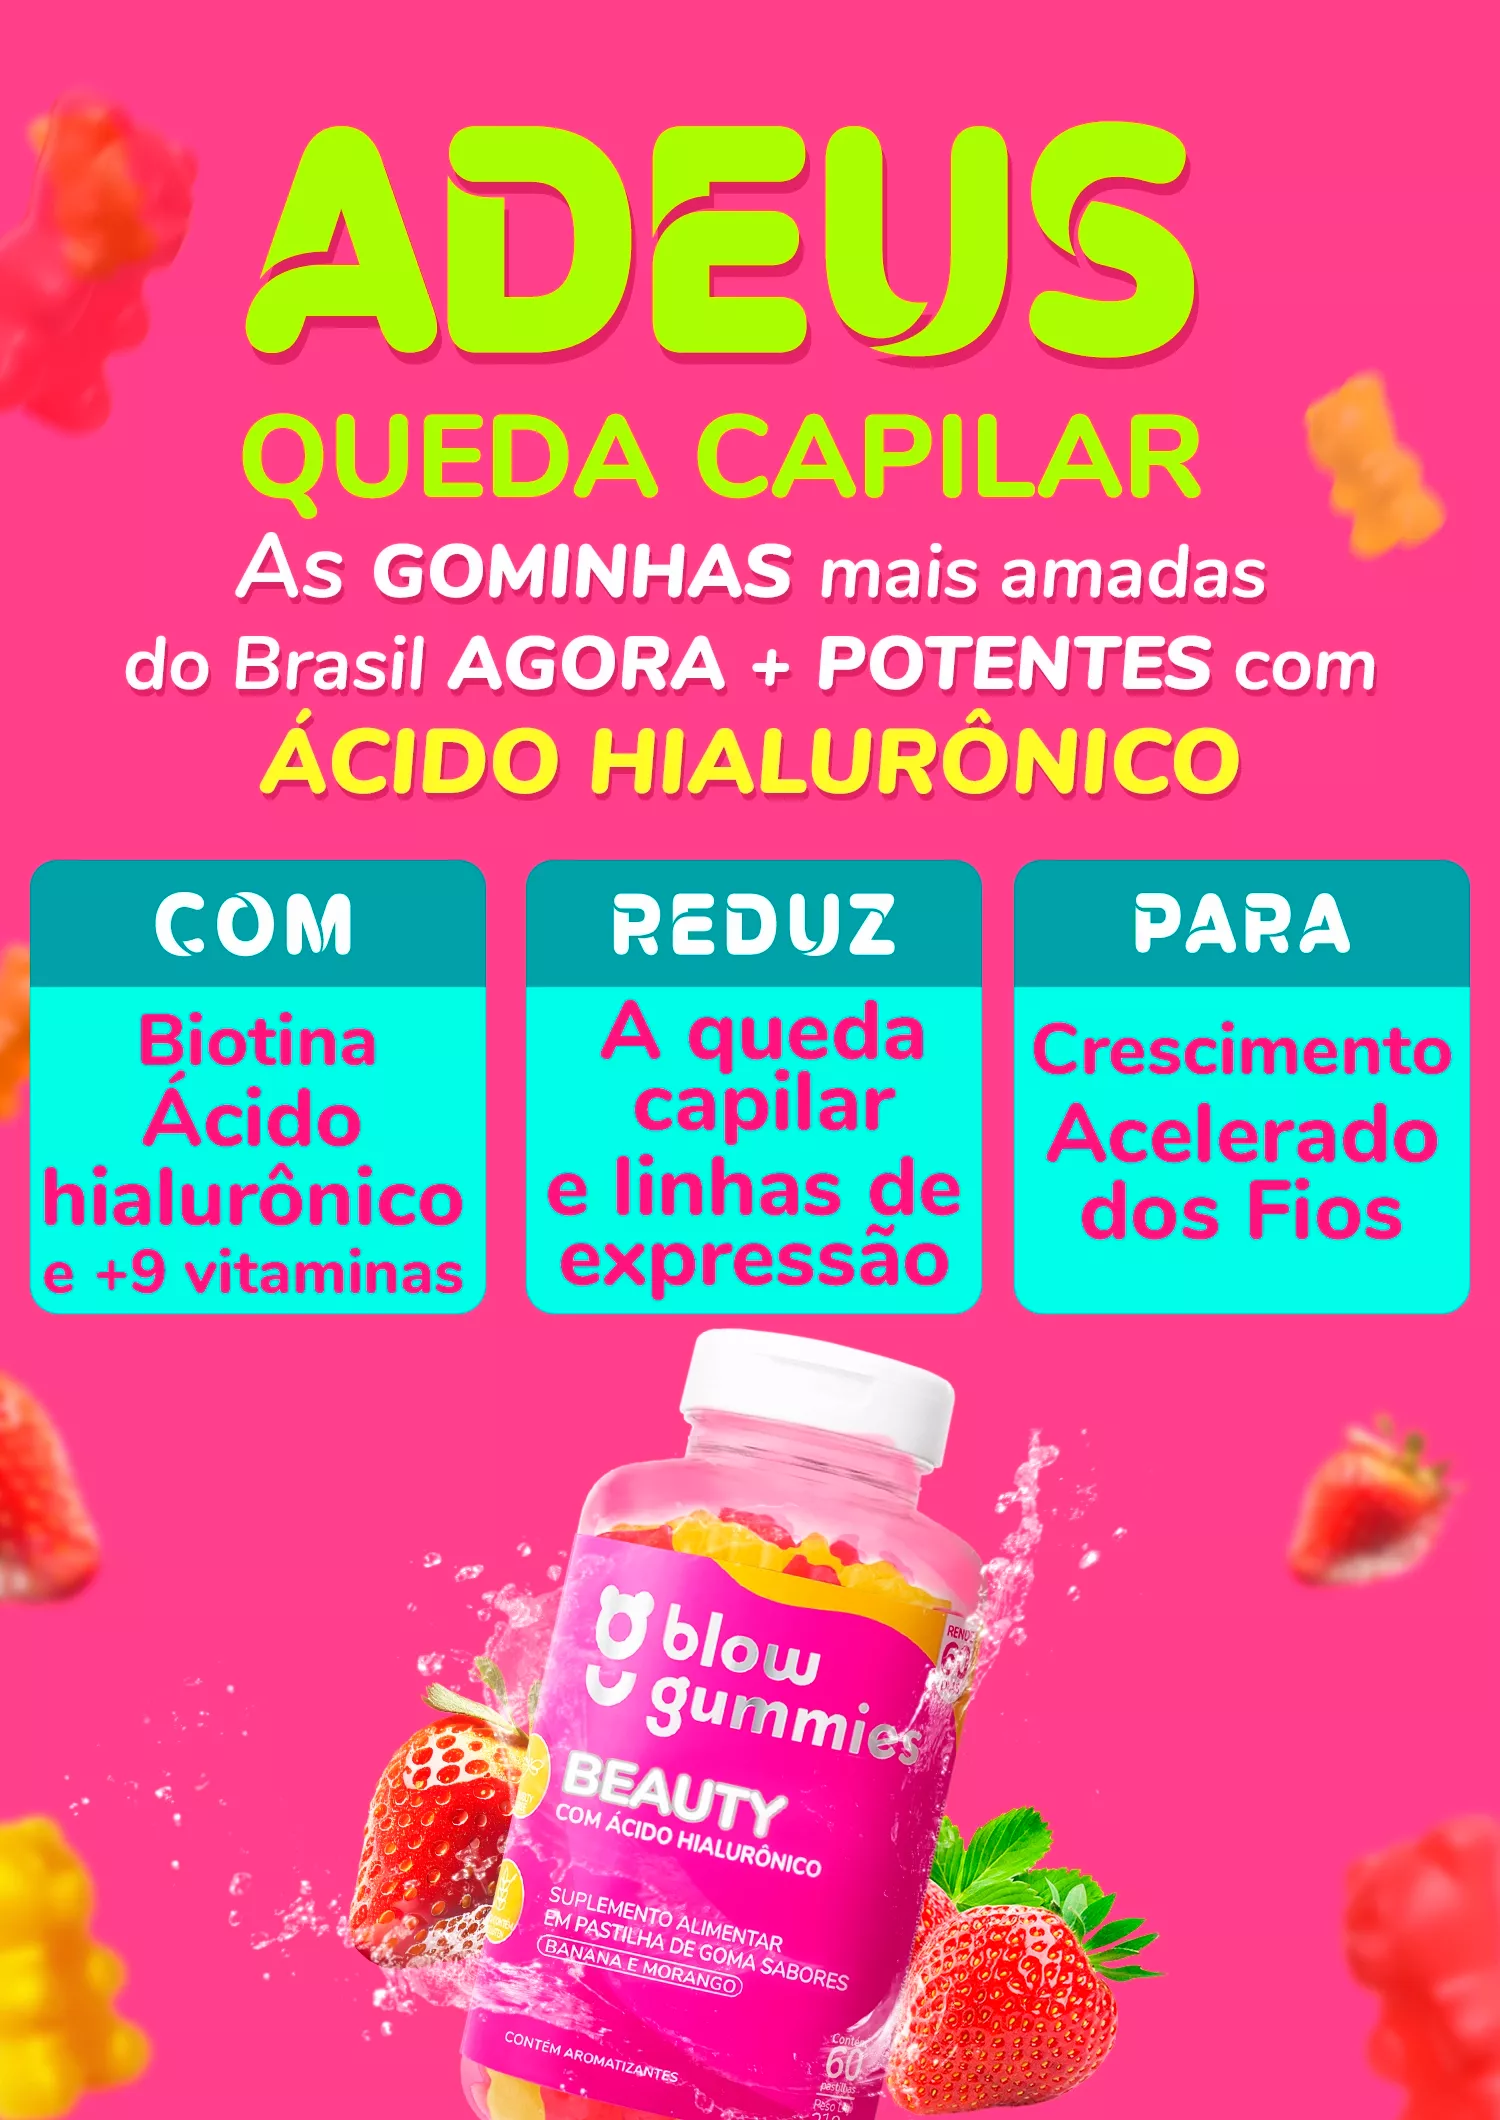 ADEUS
QUEDA CAPILAR
As GOMINHAS mais amadas
do Brasil AGORA + POTENTES com
ÁCIDO HIALURÔNICO
COM
Biotina
Ácido
hialurônico
e +9 vitaminas
REDUZ
A queda
capilar
e linhas de
expressão
PARA
Crescimento
Acelerado
dos Fios
blow
gummies
BEAUTY
COM ÁCIDO HIALURÔNICO
SUPLEMENTO ALIMENTAR
EM PASTILHA DE GOMA SABORES
BANANA E MORANGO
CONTÉM AROMATIZANTES
Contém
60
pastilhas